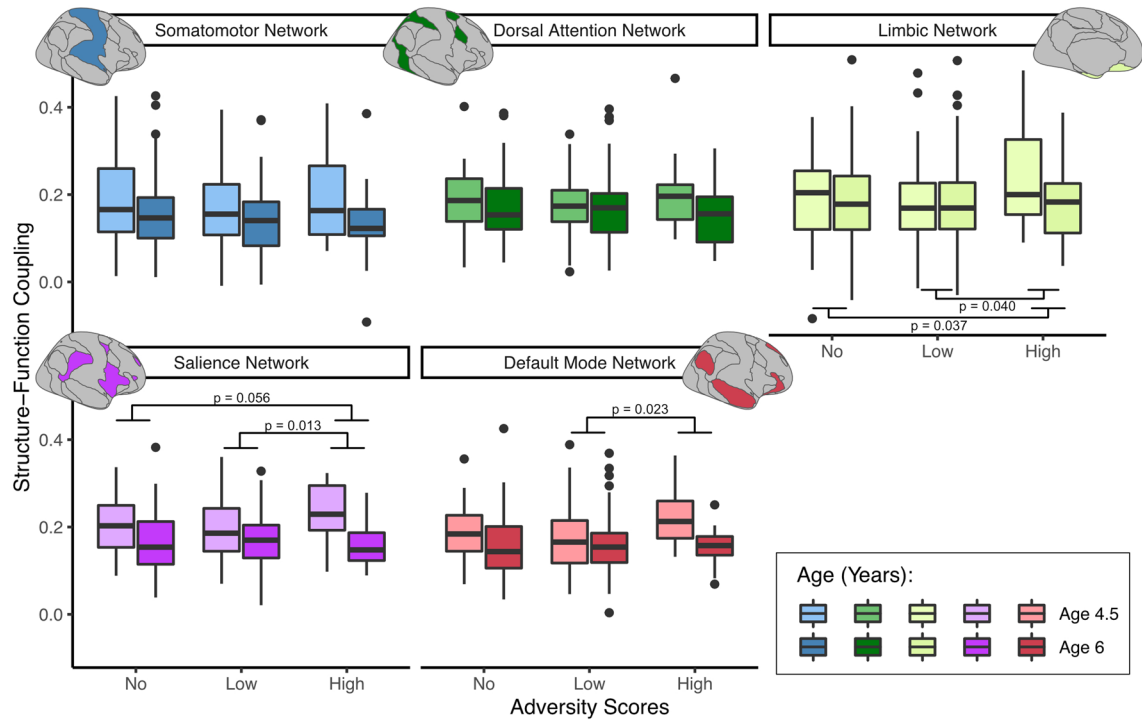 Somatomotor Network
Dorsal Attention Network
Limbic Network
Structure−Function Coupling
0.4
0.2
0.0
p = 0.040
p = 0.037
No
Low
High
Salience Network
Default Mode Network
p = 0.056
p = 0.013
p = 0.023
0.4
0.2
0.0
Age (Years):
Age 4.5
Age 6
No
Low
High
No
Low
High
Adversity Scores